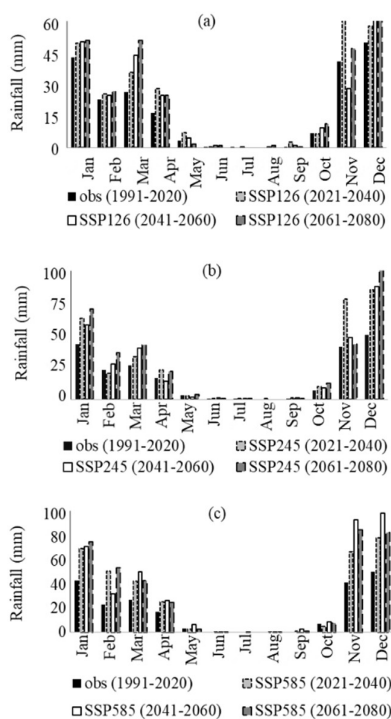 (a)
Rainfall (mm)
60
45
30
15
0
Jan Feb Mar Apr May Jun Jul Aug Sep Oct Nov Dec
obs (1991-2020) SSP126 (2021-2040)
SSP126 (2041-2060) SSP126 (2061-2080)
(b)
Rainfall (mm)
100
75
50
25
0
Jan Feb Mar Apr May Jun Jul Aug Sep Oct Nov Dec
obs (1991-2020) SSP245 (2021-2040)
SSP245 (2041-2060) SSP245 (2061-2080)
(c)
Rainfall (mm)
100
80
60
40
20
0
Jan Feb Mar Apr May Jun Jul Aug Sep Oct Nov Dec
obs (1991-2020) SSP585 (2021-2040)
SSP585 (2041-2060) SSP585 (2061-2080)